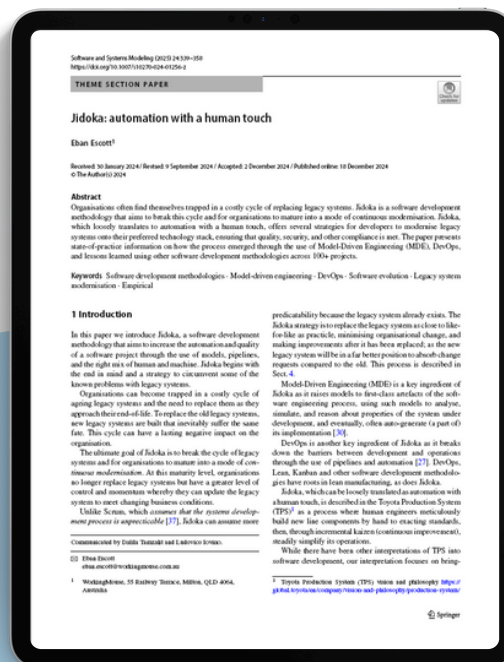 Software and Systems Modeling (2025) 24:339–358
https://doi.org/10.1007/s10270-024-01256-2
THEME SECTION PAPER
Check for
updates
Jidoka: automation with a human touch
Eban Escott¹
Received: 30 January 2024 / Revised: 9 September 2024 / Accepted: 2 December 2024 / Published online: 18 December 2024
© The Author(s) 2024
Abstract
Organisations often find themselves trapped in a costly cycle of replacing legacy systems. Jidoka is a software development
methodology that aims to break this cycle and for organisations to mature into a mode of continuous modernisation. Jidoka,
which loosely translates to automation with a human touch, offers several strategies for developers to modernise legacy
systems onto their preferred technology stack, ensuring that quality, security, and other compliance is met. The paper presents
state-of-practice information on how the process emerged through the use of Model-Driven Engineering (MDE), DevOps,
and lessons learned using other software development methodologies across 100+ projects.
Keywords Software development methodologies · Model-driven engineering · DevOps · Software evolution · Legacy system
modernisation · Empirical
1 Introduction
In this paper we introduce Jidoka, a software development
methodology that aims to increase the automation and quality
of a software project through the use of models, pipelines,
and the right mix of human and machine. Jidoka begins with
the end in mind and a strategy to circumvent some of the
known problems with legacy systems.
Organisations can become trapped in a costly cycle of
ageing legacy systems and the need to replace them as they
approach their end-of-life. To replace the old legacy systems,
new legacy systems are built that inevitably suffer the same
fate. This cycle can have a lasting negative impact on the
organisation.
The ultimate goal of Jidoka is to break the cycle of legacy
systems and for organisations to mature into a mode of con-
tinuous modernisation. At this maturity level, organisations
no longer replace legacy systems but have a greater level of
control and momentum whereby they can update the legacy
system to meet changing business conditions.
Unlike Scrum, which assumes that the systems develop-
ment process is unpredictable [37], Jidoka can assume more
Communicated by Dalila Tamzalit and Ludovico Iovino.
Eban Escott
eban.escott@workingmouse.com.au
1 WorkingMouse, 53 Railway Terrace, Milton, QLD 4064,
Australia
predicatability because the legacy system already exists. The
Jidoka strategy is to replace the legacy system as close to like-
for-like as practicle, minimising organisational change, and
making improvements after it has been replaced; as the new
legacy system will be in a far better position to absorb change
requests compared to the old. This process is described in
Sect. 4.
Model-Driven Engineering (MDE) is a key ingredient of
Jidoka as it raises models to first-class artefacts of the soft-
ware engineering process, using such models to analyse,
simulate, and reason about properties of the system under
development, and eventually, often auto-generate (a part of)
its implementation [30].
DevOps is another key ingredient of Jidoka as it breaks
down the barriers between development and operations
through the use of pipelines and automation [27]. DevOps,
Lean, Kanban and other software development methodolo-
gies have roots in lean manufacturing, as does Jidoka.
Jidoka, which can be loosely translated as automation with
a human touch, is described in the Toyota Production System
(TPS)¹ as a process where human engineers meticulously
build new line components by hand to exacting standards,
then, through incremental kaizen (continuous improvement),
steadily simplify its operations.
While there have been other interpretations of TPS into
software development, our interpretation focuses on bring-
¹ Toyota Production System (TPS) vision and philosophy https://
global.toyota/en/company/vision-and-philosophy/production-system/
Springer